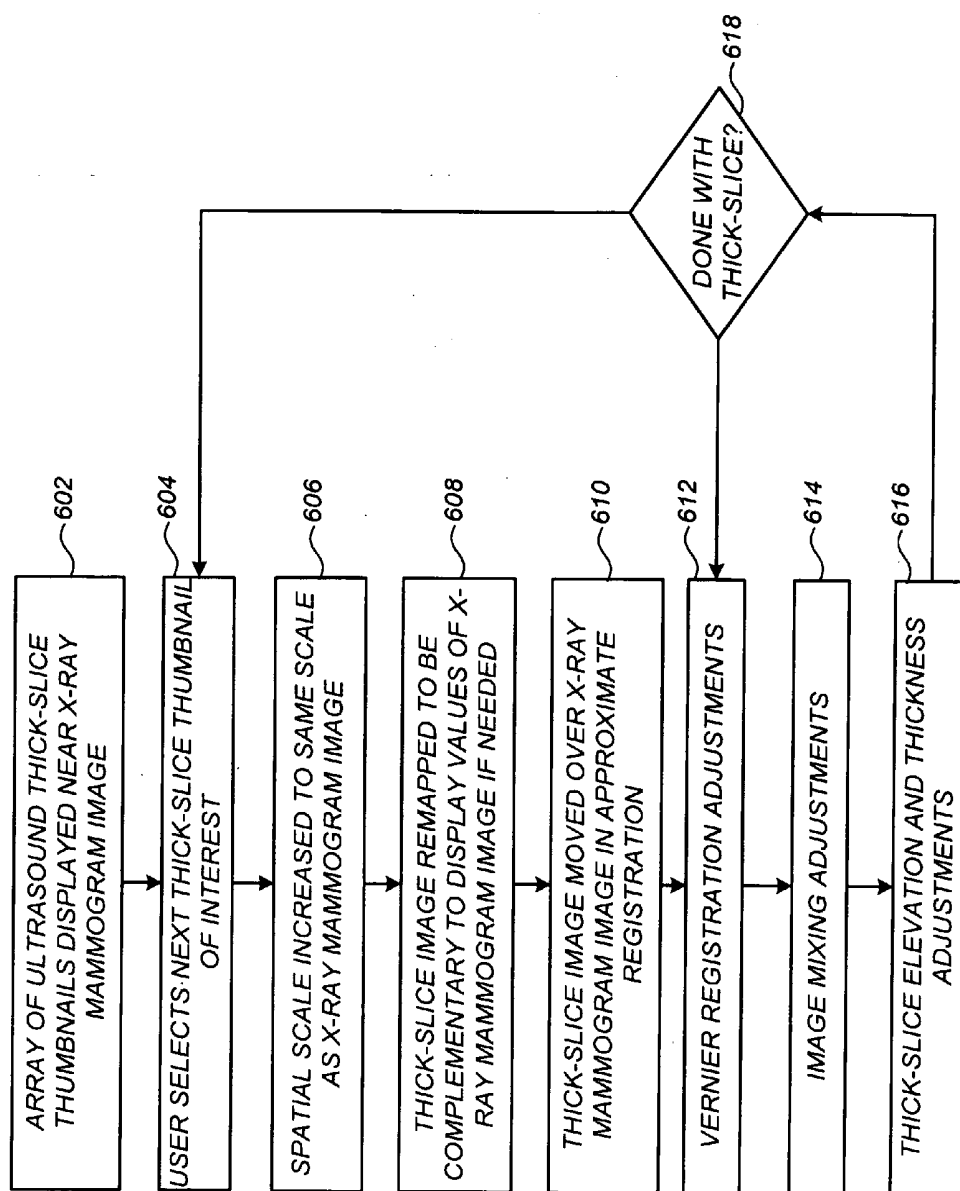 ARRAY OF ULTRASOUND THICK-SLICE
THUMBNAILS DISPLAYED NEAR X-RAY
MAMMOGRAM IMAGE
602
USER SELECTS NEXT THICK-SLICE THUMBNAIL
OF INTEREST
604
SPATIAL SCALE INCREASED TO SAME SCALE
AS X-RAY MAMMOGRAM IMAGE
606
THICK-SLICE IMAGE REMAPPED TO BE
COMPLEMENTARY TO DISPLAY VALUES OF X-
RAY MAMMOGRAM IMAGE IF NEEDED
608
THICK-SLICE IMAGE MOVED OVER X-RAY
MAMMOGRAM IMAGE IN APPROXIMATE
REGISTRATION
610
VERNIER REGISTRATION ADJUSTMENTS
612
IMAGE MIXING ADJUSTMENTS
614
THICK-SLICE ELEVATION AND THICKNESS
ADJUSTMENTS
616
DONE WITH
THICK-SLICE?
618